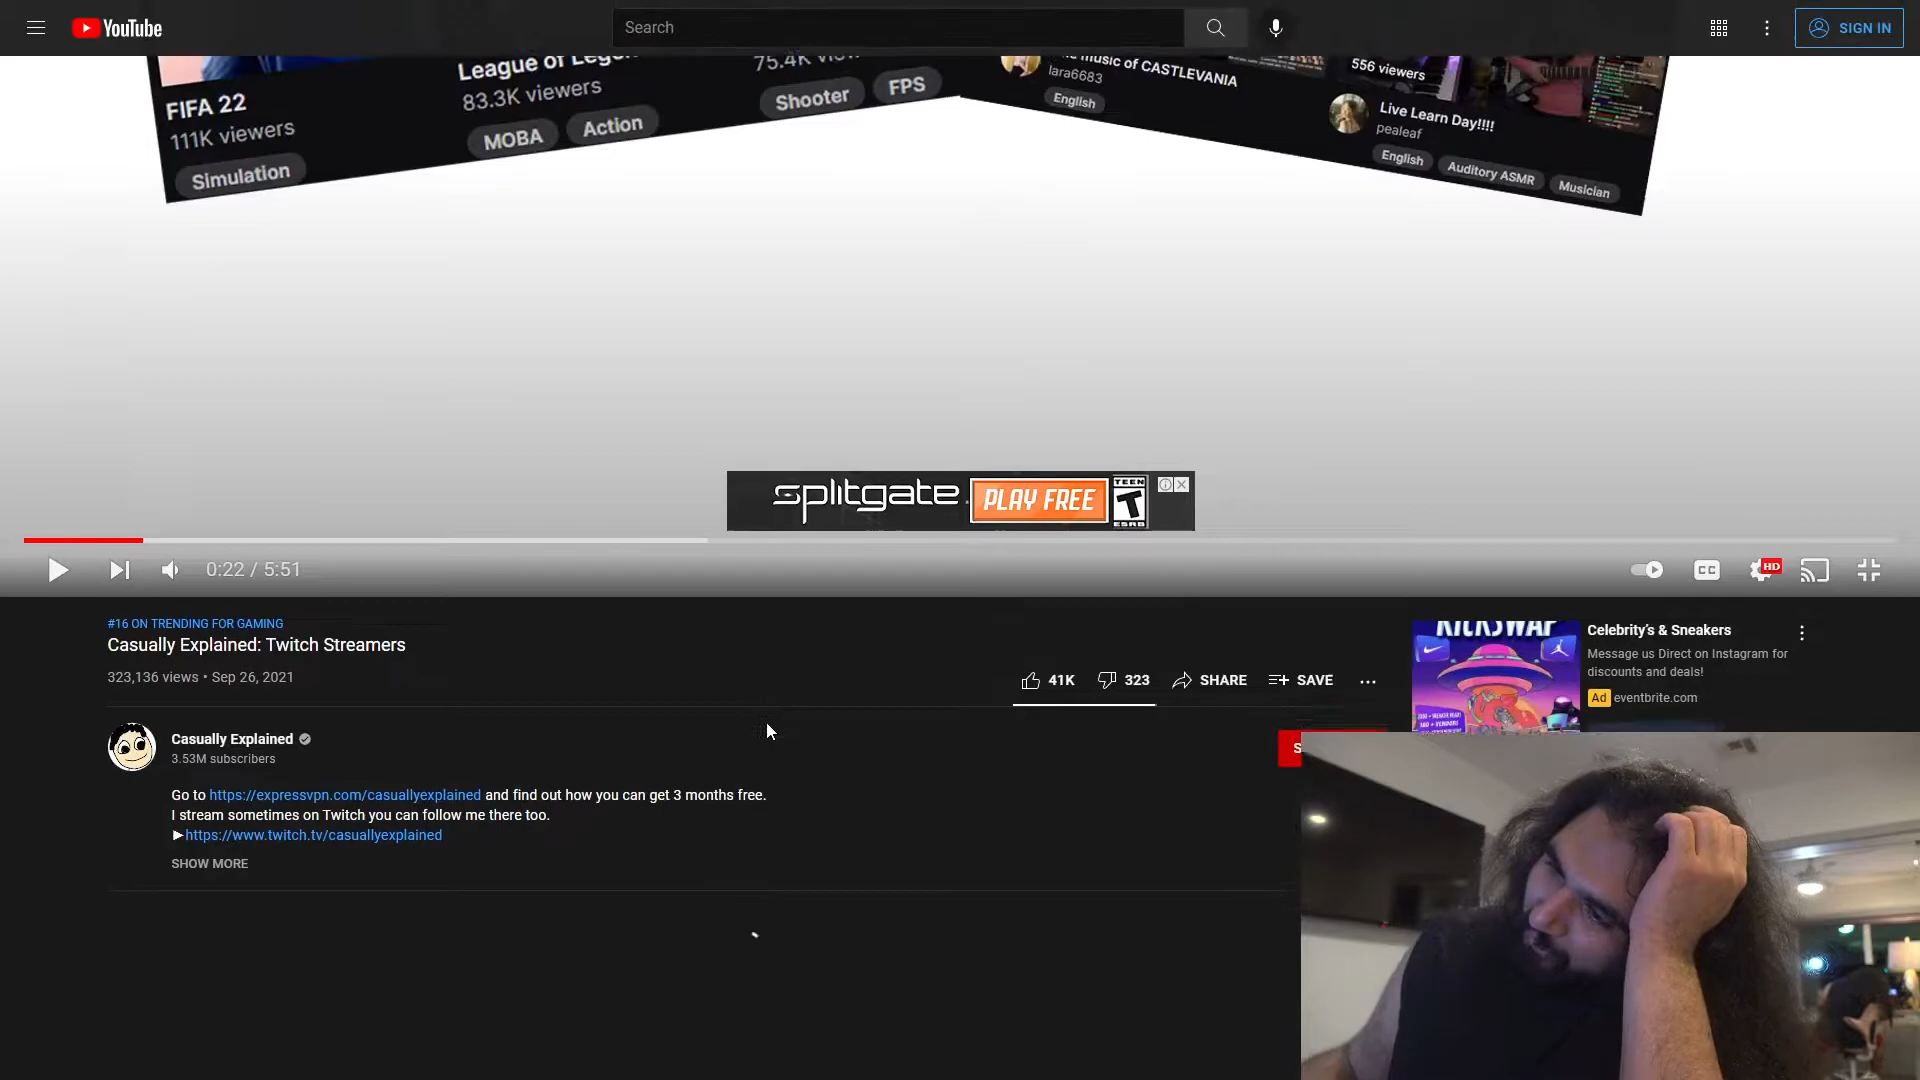 YouTube
Search
SIGN IN
FIFA 22
111K viewers
Simulation
League of
83.3K viewers
MOBA
Action
75.4K
Shooter
FPS
music of CASTLEVANIA
lara6683
English
556 viewers
Live Learn Day!!!!
pealeaf
English
Auditory ASMR
Musician
splitgate
PLAY FREE
TEEN
T
ESRB
0:22 / 5:51
CC
HD
#16 ON TRENDING FOR GAMING
Casually Explained: Twitch Streamers
323,136 views • Sep 26, 2021
41K
323
SHARE
SAVE
Casually Explained
3.53M subscribers
Go to https://expressvpn.com/casuallyexplained and find out how you can get 3 months free.
I stream sometimes on Twitch you can follow me there too.
►https://www.twitch.tv/casuallyexplained
SHOW MORE
KICKSWAP
Celebrity's & Sneakers
Message us Direct on Instagram for
discounts and deals!
Ad eventbrite.com